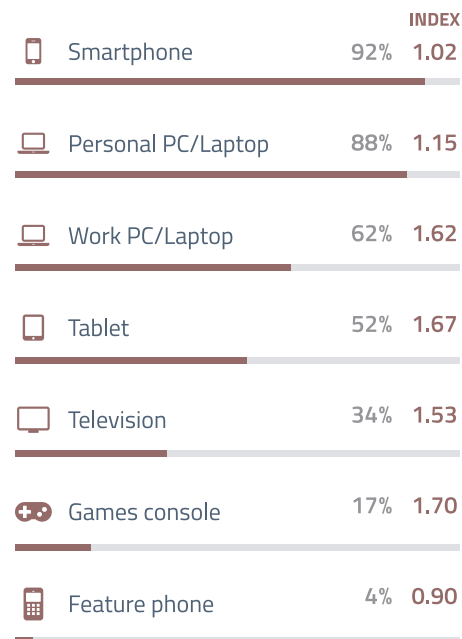 INDEX
Smartphone 92% 1.02
Personal PC/Laptop 88% 1.15
Work PC/Laptop 62% 1.62
Tablet 52% 1.67
Television 34% 1.53
Games console 17% 1.70
Feature phone 4% 0.90